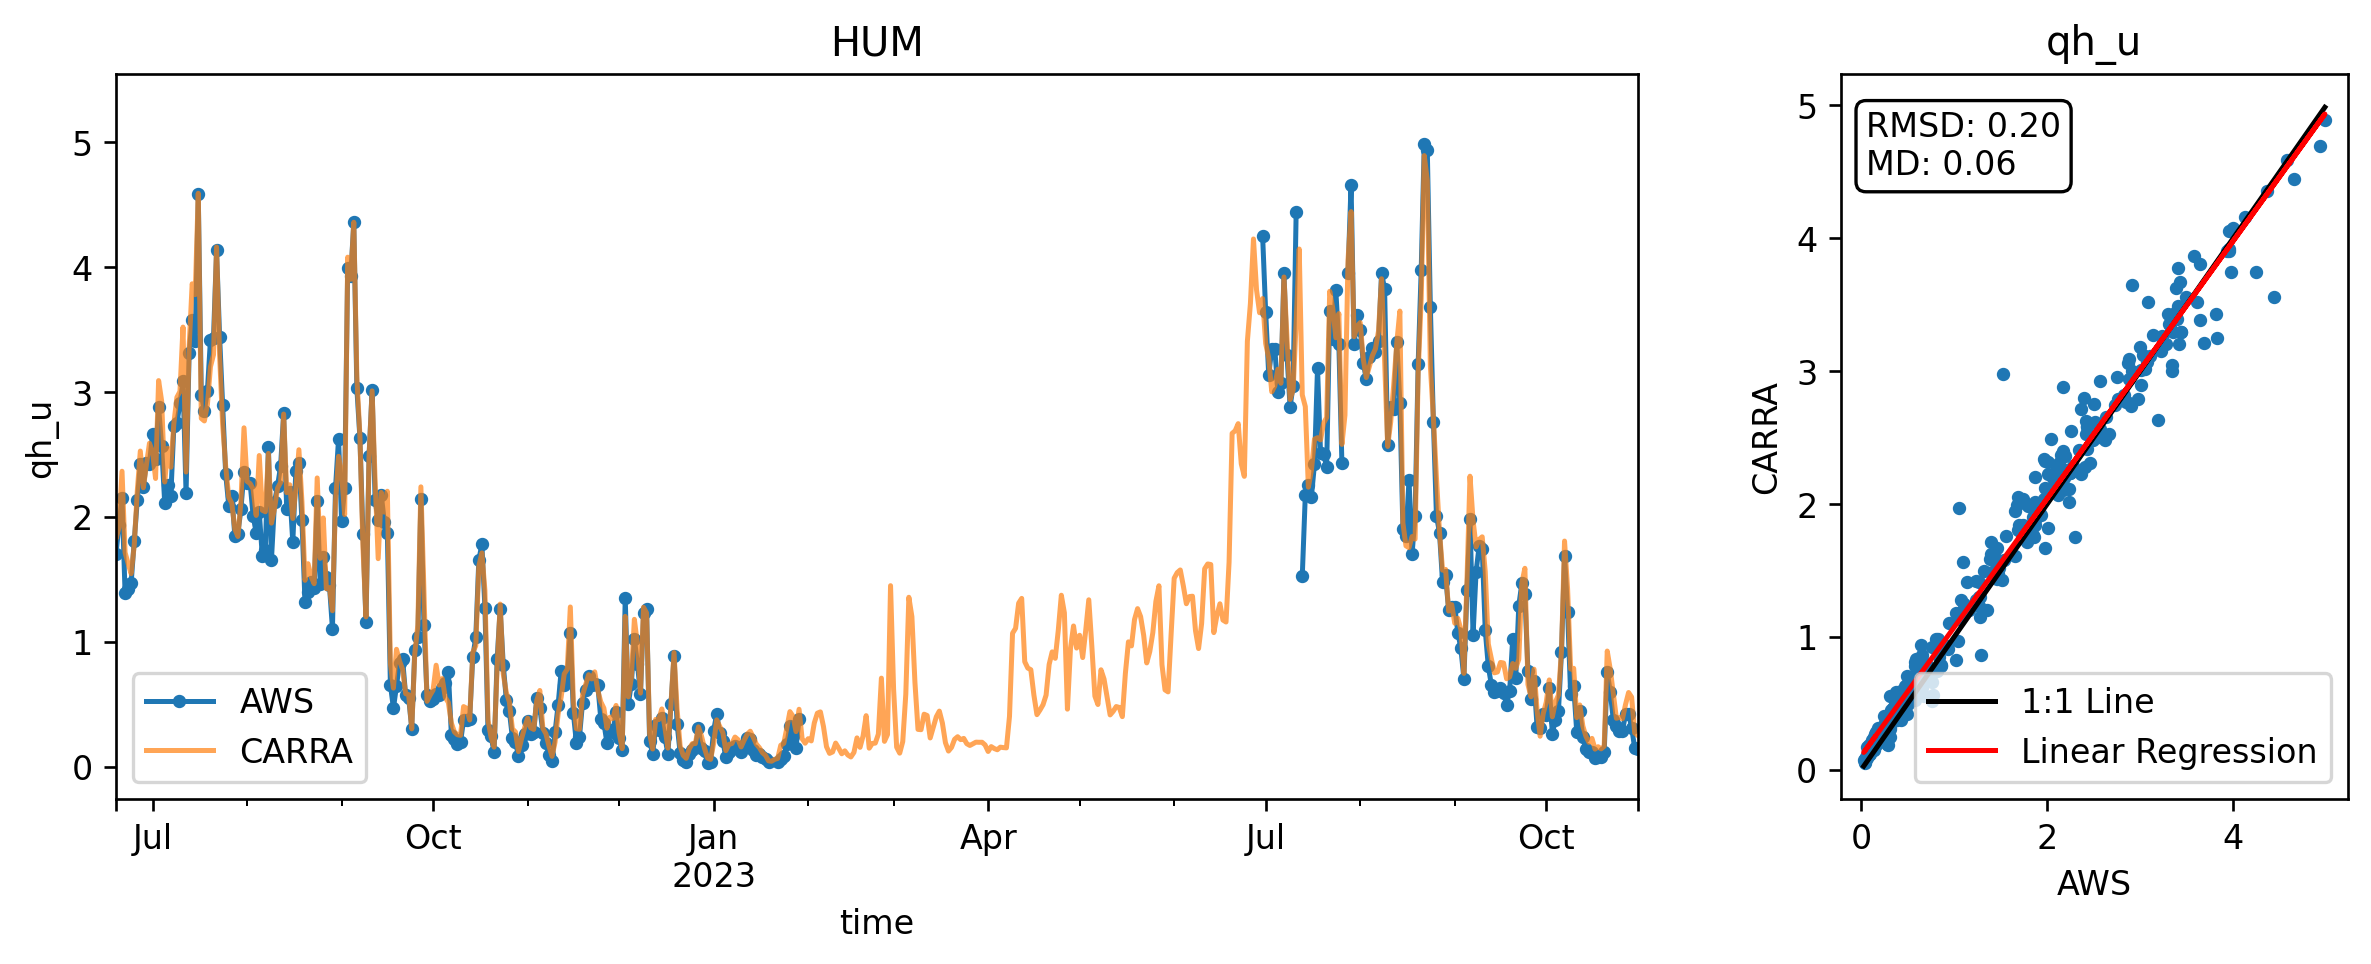 HUM
qh_u
5
4
3
2
1
0
AWS
CARRA
Jul
Oct
Jan
2023
Apr
Jul
Oct
time
qh_u
CARRA
5
4
3
2
1
0
RMSD: 0.20
MD: 0.06
1:1 Line
Linear Regression
0
2
4
AWS